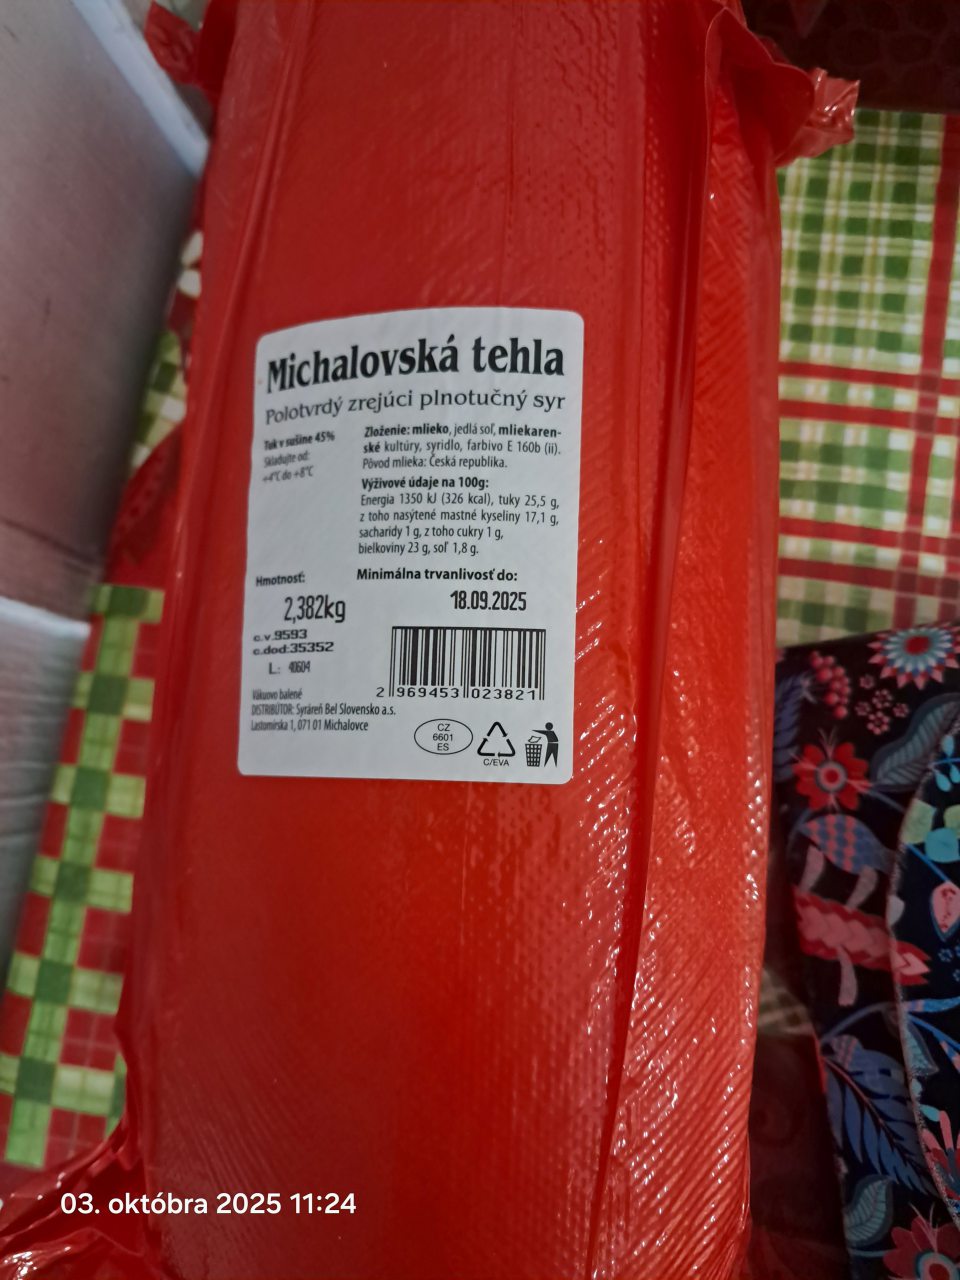 Michalovská tehla
Polotvrdý zrejúci plnotučný syr
Tuk v sušine 45%
Skladujte od:
+4°C do +8°C
Zloženie: mlieko, jedlá soľ, mliekaren-
ské kultúry, syridlo, farbivo E 160b (ii).
Pôvod mlieka: Česká republika.
Výživové údaje na 100g:
Energia 1350 kJ (326 kcal), tuky 25,5 g,
z toho nasýtené mastné kyseliny 17,1 g,
sacharidy 1 g, z toho cukry 1 g,
bielkoviny 23 g, soľ 1,8 g.
Hmotnosť:
2,382kg
Minimálna trvanlivosť do:
18.09.2025
c.v.9593
c.dod:35352
L: 40604
2 969453 023821
Vákuovo balené
DISTRIBÚTOR: Syráreň Bel Slovensko a.s.
Lastomírska 1, 071 01 Michalovce
CZ
6601
ES
C/EVA
03. októbra 2025 11:24